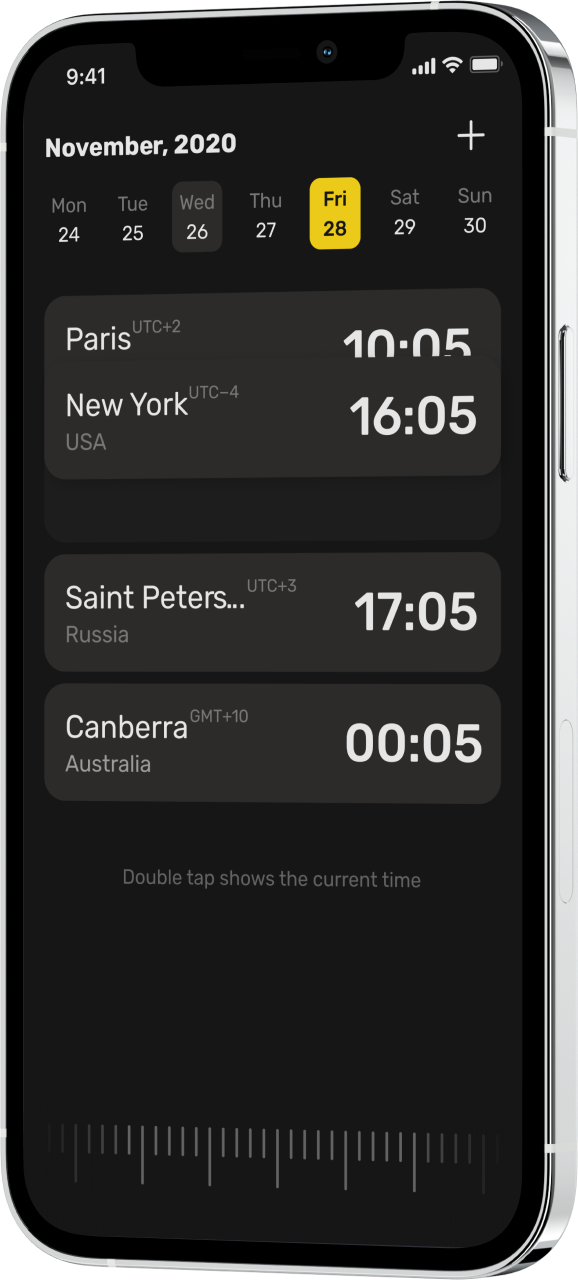 9:41
November, 2020
Mon Tue Wed Thu Fri Sat Sun
24 25 26 27 28 29 30
Paris UTC+2 10:05
New York UTC−4 16:05
USA
Saint Peters... UTC+3 17:05
Russia
Canberra GMT+10 00:05
Australia
Double tap shows the current time